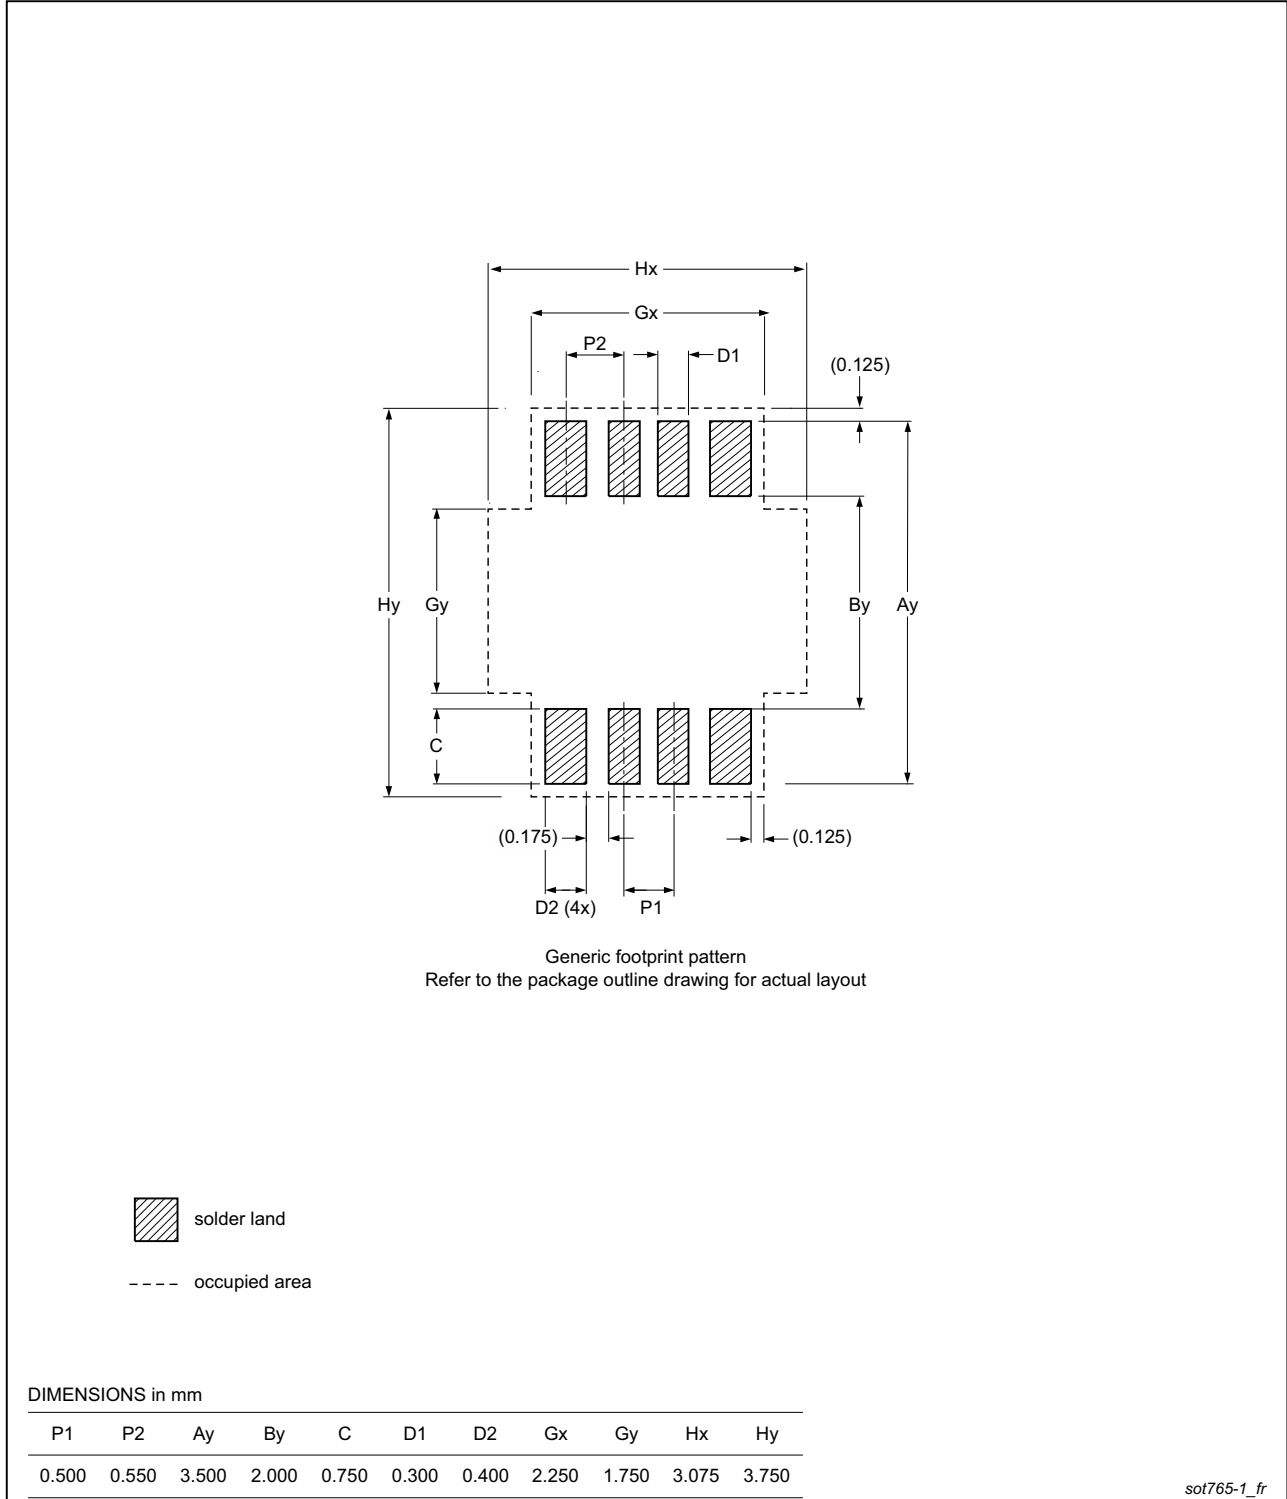 Hx
Gx
P2
D1
(0.125)
Hy
Gy
By
Ay
C
(0.175)
(0.125)
D2 (4x)
P1
Generic footprint pattern
Refer to the package outline drawing for actual layout
solder land
occupied area
DIMENSIONS in mm
P1 P2 Ay By C D1 D2 Gx Gy Hx Hy
0.500 0.550 3.500 2.000 0.750 0.300 0.400 2.250 1.750 3.075 3.750
sot765-1_fr